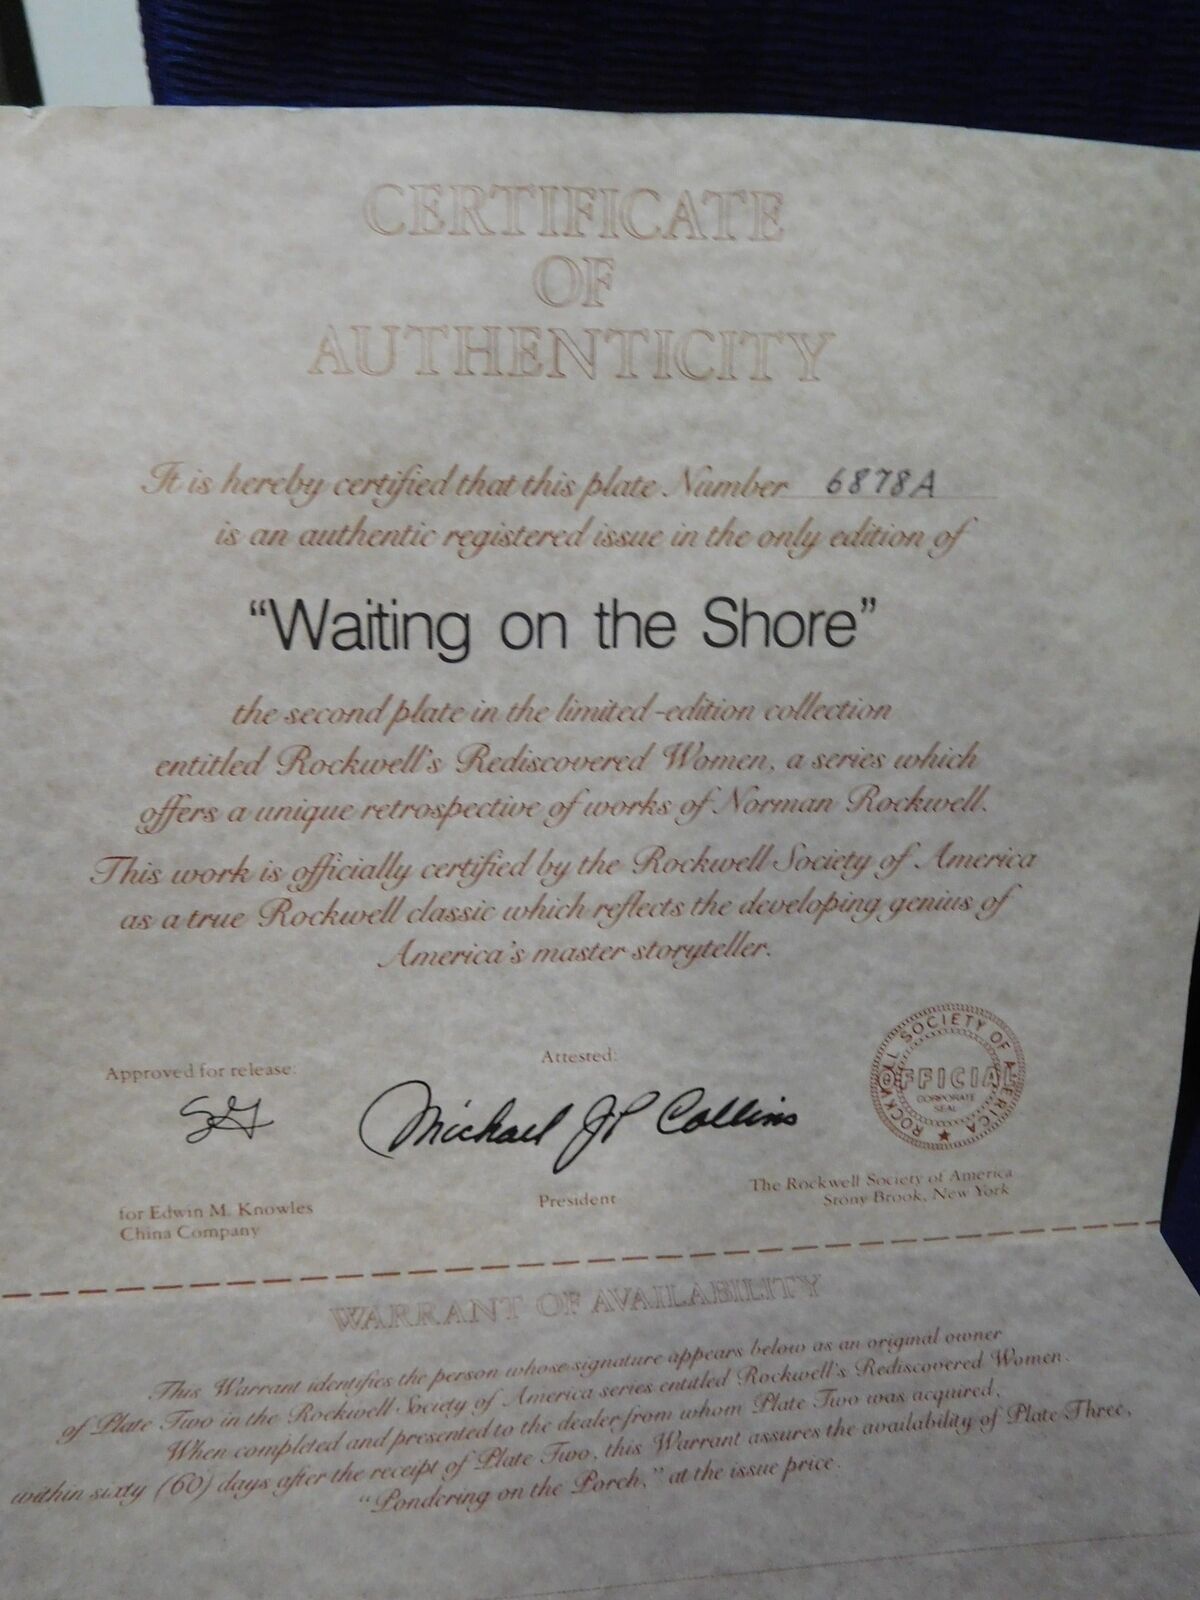 CERTIFICATE
OF
AUTHENTICITY
It is hereby certified that this plate Number 6878A
is an authentic registered issue in the only edition of
“Waiting on the Shore”
the second plate in the limited-edition collection
entitled Rockwell's Rediscovered Women, a series which
offers a unique retrospective of works of Norman Rockwell.
This work is officially certified by the Rockwell Society of America
as a true Rockwell classic which reflects the developing genius of
America's master storyteller.
Approved for release:
Attested:
Michael JP Collins
ROCKWELL SOCIETY OF AMERICA
OFFICIAL
CORPORATE
SEAL
for Edwin M. Knowles
China Company
President
The Rockwell Society of America
Stony Brook, New York
WARRANT OF AVAILABILITY
This Warrant identifies the person whose signature appears below as an original owner
of Plate Two in the Rockwell Society of America series entitled Rockwell's Rediscovered Women.
When completed and presented to the dealer from whom Plate Two was acquired,
within sixty (60) days after the receipt of Plate Two, this Warrant assures the availability of Plate Three,
“Pondering on the Porch,” at the issue price.